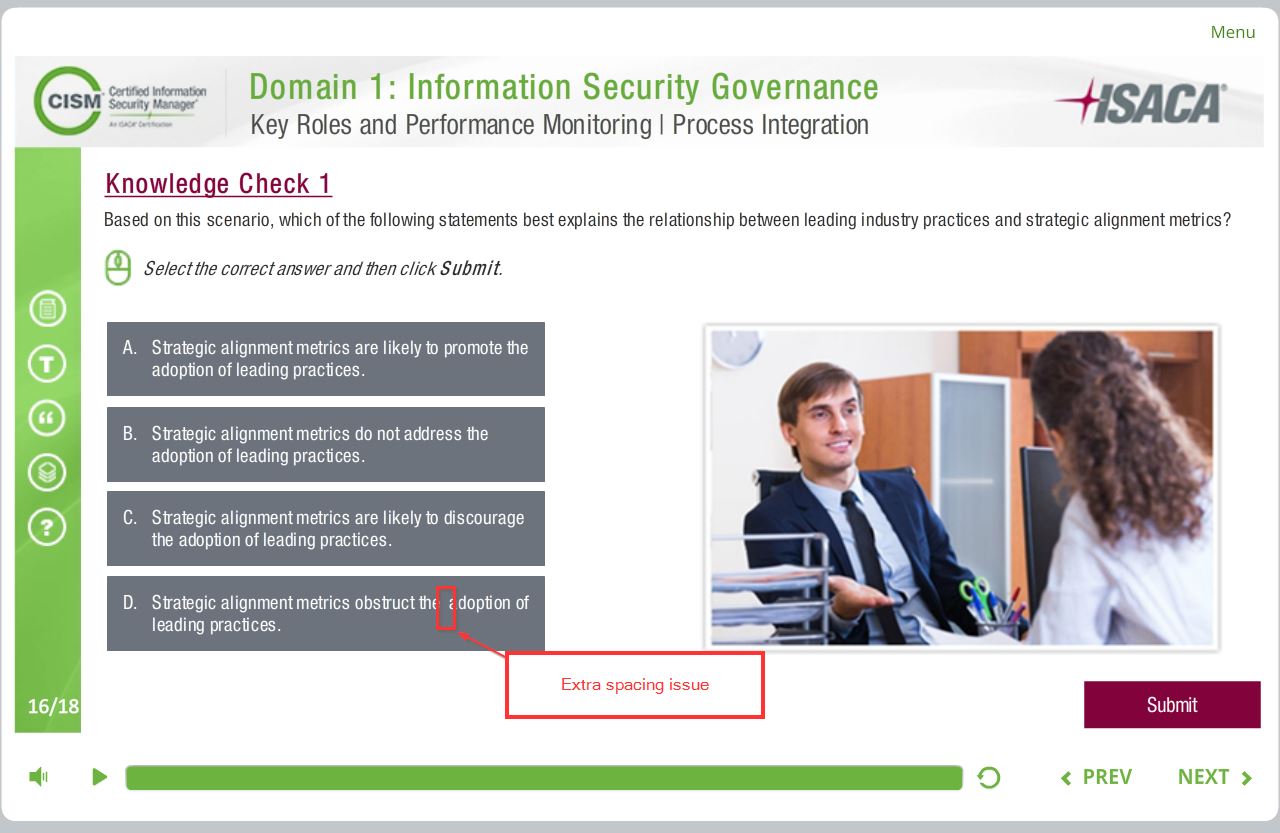 Menu
CISM
Certified Information
Security Manager®
An ISACA® Certification
Domain 1: Information Security Governance
Key Roles and Performance Monitoring | Process Integration
ISACA®
Knowledge Check 1
Based on this scenario, which of the following statements best explains the relationship between leading industry practices and strategic alignment metrics?
Select the correct answer and then click Submit.
A. Strategic alignment metrics are likely to promote the
adoption of leading practices.
B. Strategic alignment metrics do not address the
adoption of leading practices.
C. Strategic alignment metrics are likely to discourage
the adoption of leading practices.
D. Strategic alignment metrics obstruct the  adoption of
leading practices.
Extra spacing issue
T
“
?
16/18
Submit
PREV
NEXT